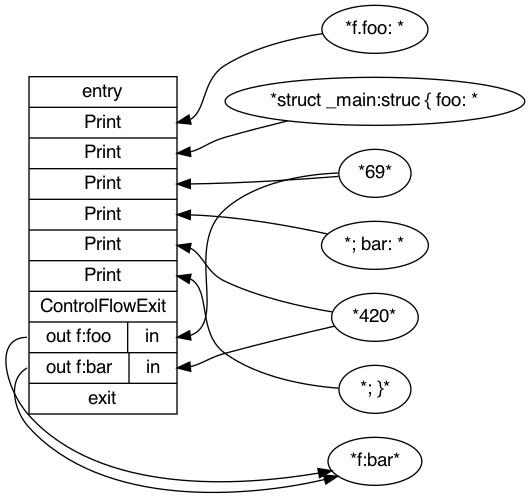 *f.foo: *
entry
*struct _main:struc { foo: *
Print
Print
*69*
Print
Print
*; bar: *
Print
Print
ControlFlowExit
*420*
out f:foo in
out f:bar in
*; }*
exit
*f:bar*